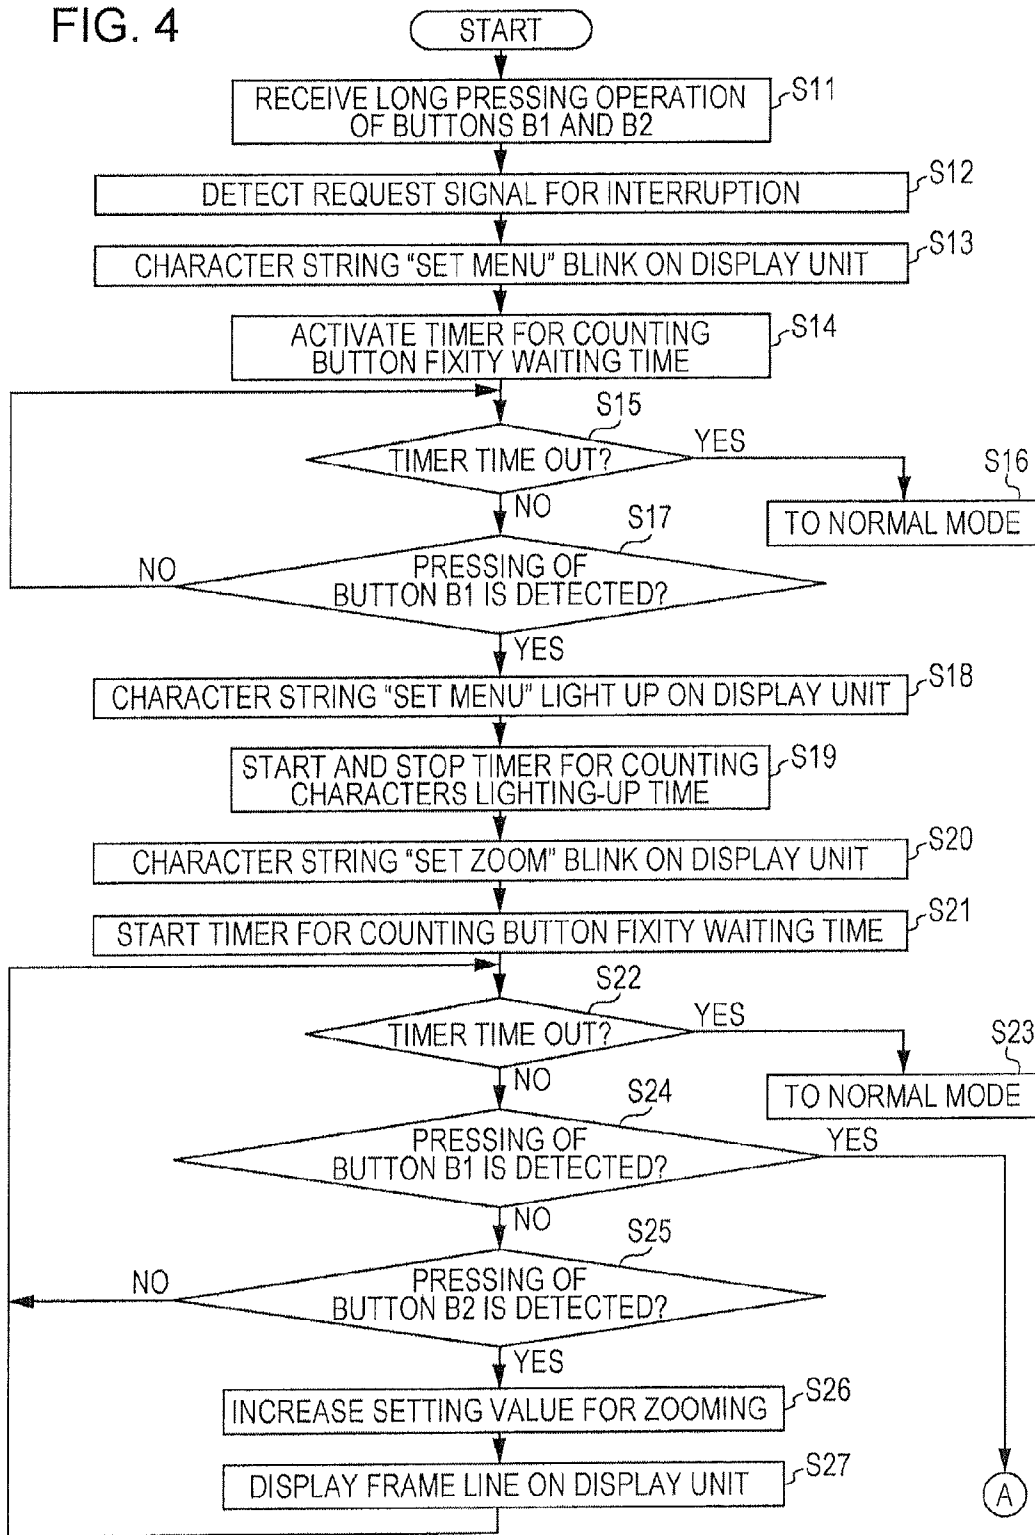 FIG. 4
START
RECEIVE LONG PRESSING OPERATION
OF BUTTONS B1 AND B2
S11
DETECT REQUEST SIGNAL FOR INTERRUPTION
S12
CHARACTER STRING “SET MENU” BLINK ON DISPLAY UNIT
S13
ACTIVATE TIMER FOR COUNTING
BUTTON FIXITY WAITING TIME
S14
S15
TIMER TIME OUT?
YES
NO
S16
TO NORMAL MODE
S17
PRESSING OF
BUTTON B1 IS DETECTED?
NO
YES
CHARACTER STRING “SET MENU” LIGHT UP ON DISPLAY UNIT
S18
START AND STOP TIMER FOR COUNTING
CHARACTERS LIGHTING-UP TIME
S19
CHARACTER STRING “SET ZOOM” BLINK ON DISPLAY UNIT
S20
START TIMER FOR COUNTING BUTTON FIXITY WAITING TIME
S21
S22
TIMER TIME OUT?
YES
NO
S23
TO NORMAL MODE
S24
PRESSING OF
BUTTON B1 IS DETECTED?
YES
NO
S25
PRESSING OF
BUTTON B2 IS DETECTED?
NO
YES
INCREASE SETTING VALUE FOR ZOOMING
S26
DISPLAY FRAME LINE ON DISPLAY UNIT
S27
A